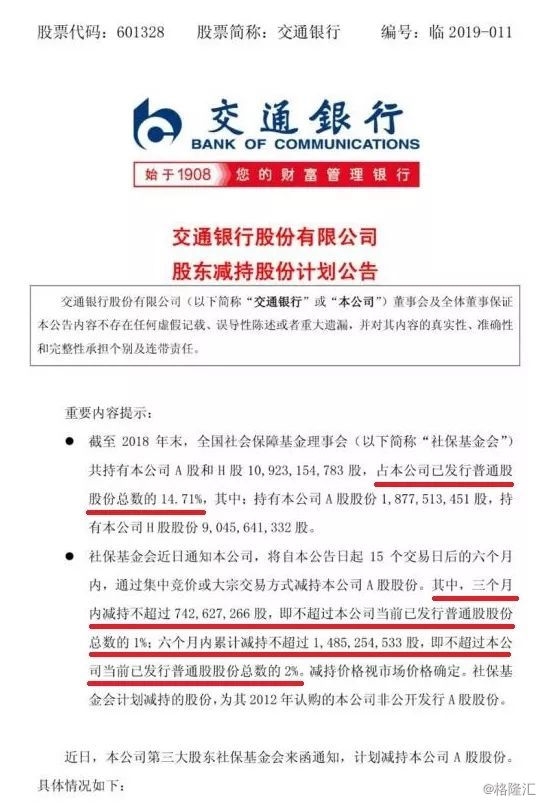 股票代码：601328 股票简称：交通银行 编号：临 2019-011
交通銀行
BANK OF COMMUNICATIONS
始于1908 您的财富管理银行
交通银行股份有限公司
股东减持股份计划公告
交通银行股份有限公司（以下简称“交通银行”或“本公司”）董事会及全体董事保证
本公告内容不存在任何虚假记载、误导性陈述或者重大遗漏，并对其内容的真实性、准确性
和完整性承担个别及连带责任。
重要内容提示：
● 截至 2018 年末，全国社会保障基金理事会（以下简称“社保基金会”）
共持有本公司 A 股和 H 股 10,923,154,783 股，占本公司已发行普通股
股份总数的 14.71%，其中：持有本公司 A 股股份 1,877,513,451 股，持
有本公司 H 股股份 9,045,641,332 股。
● 社保基金会近日通知本公司，将自本公告日起 15 个交易日后的六个月
内，通过集中竞价或大宗交易方式减持本公司 A 股股份。其中，三个月
内减持不超过 742,627,266 股，即不超过本公司当前已发行普通股股份
总数的 1%；六个月内累计减持不超过 1,485,254,533 股，即不超过本公
司当前已发行普通股股份总数的 2%。减持价格视市场价格确定。社保基
金会计划减持的股份，为其 2012 年认购的本公司非公开发行 A 股股份。
近日，本公司第三大股东社保基金会来函通知，计划减持本公司 A 股股份。
具体情况如下：
@格隆汇